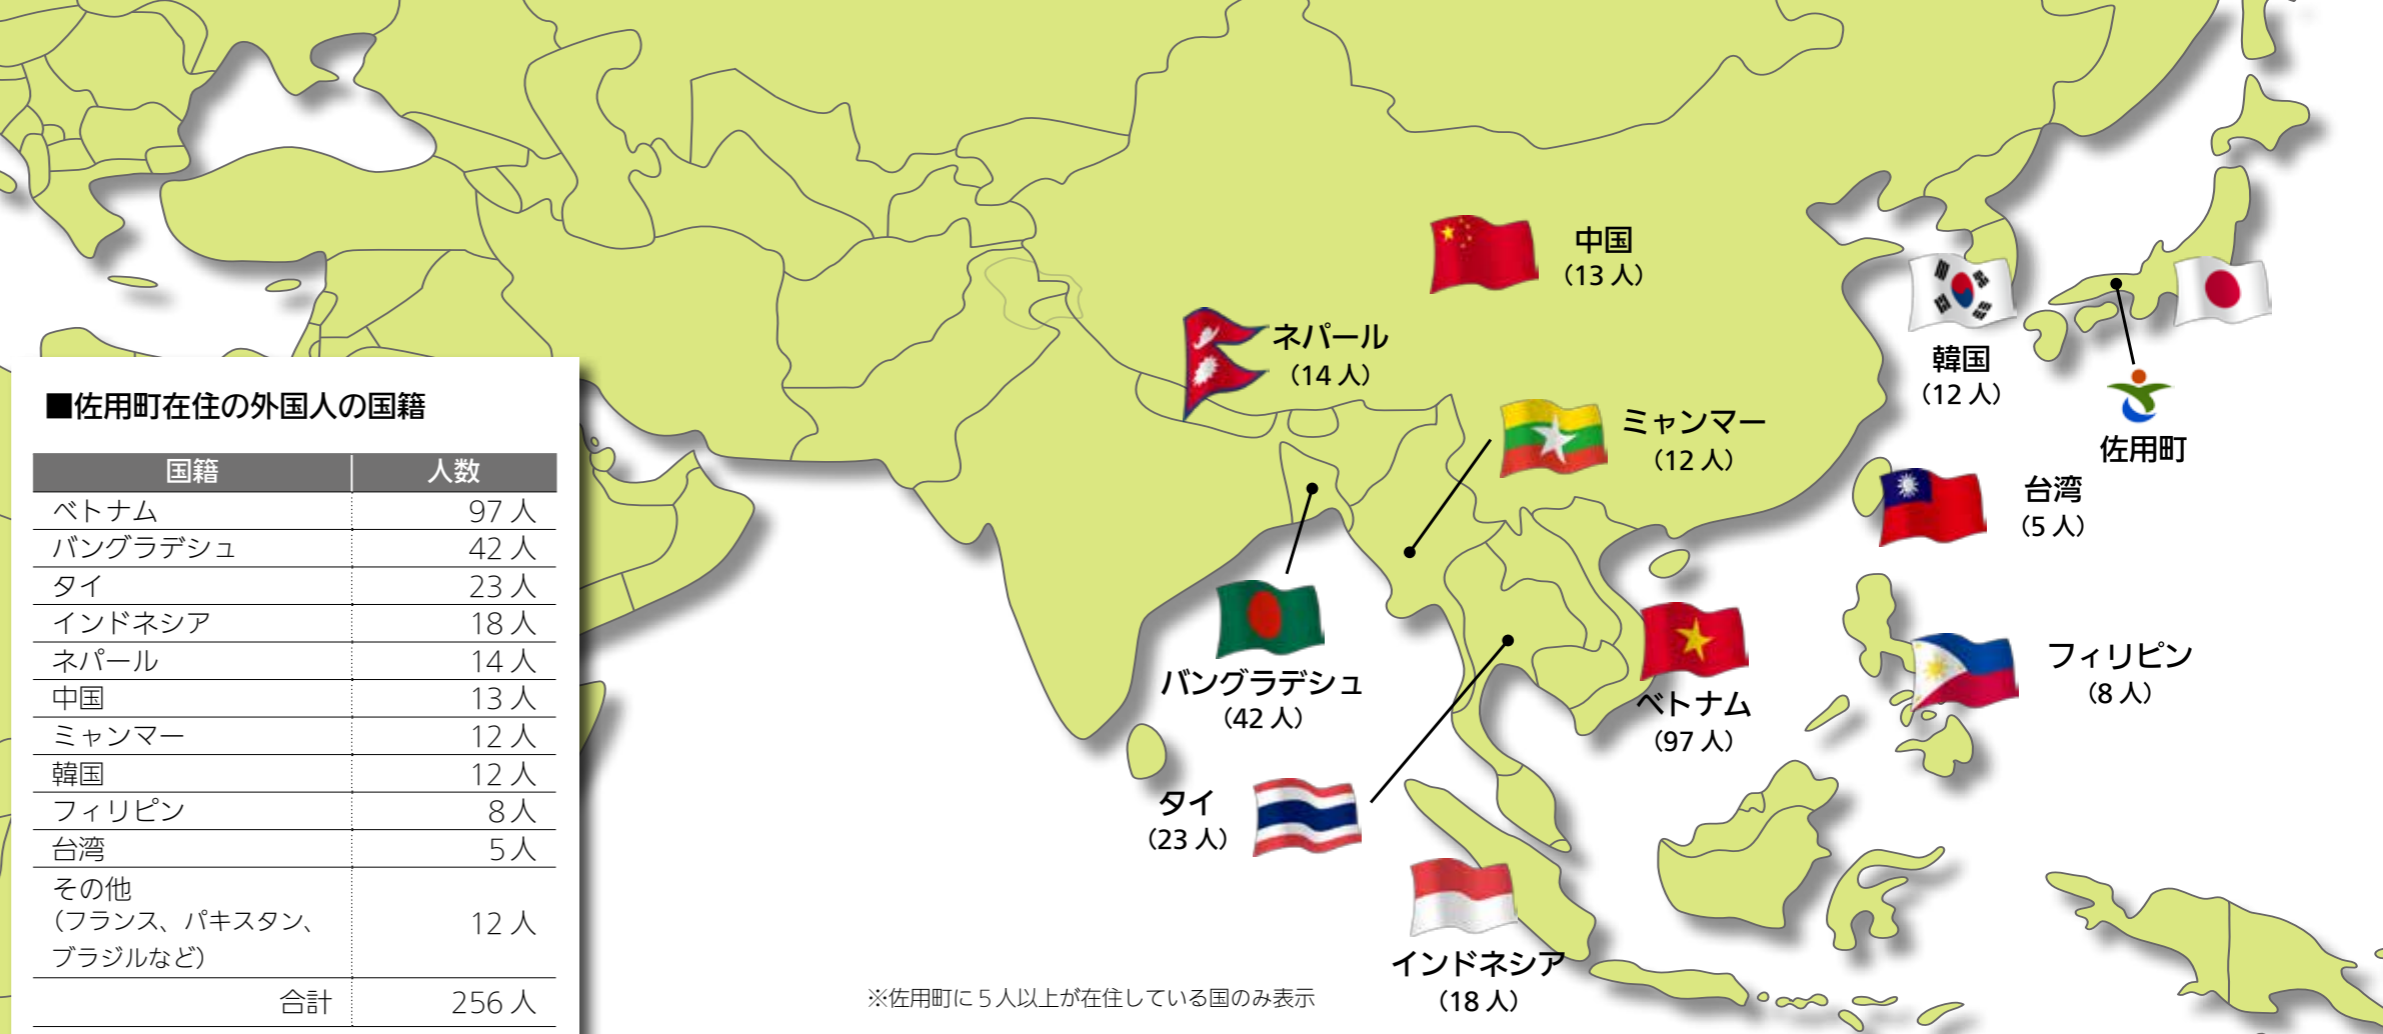 ■佐用町在住の外国人の国籍
国籍 人数
ベトナム 97人
バングラデシュ 42人
タイ 23人
インドネシア 18人
ネパール 14人
中国 13人
ミャンマー 12人
韓国 12人
フィリピン 8人
台湾 5人
その他
(フランス、パキスタン、
ブラジルなど) 12人
合計 256人
中国
(13人)
ネパール
(14人)
ミャンマー
(12人)
韓国
(12人)
佐用町
台湾
(5人)
バングラデシュ
(42人)
ベトナム
(97人)
フィリピン
(8人)
タイ
(23人)
インドネシア
(18人)
※佐用町に5人以上が在住している国のみ表示